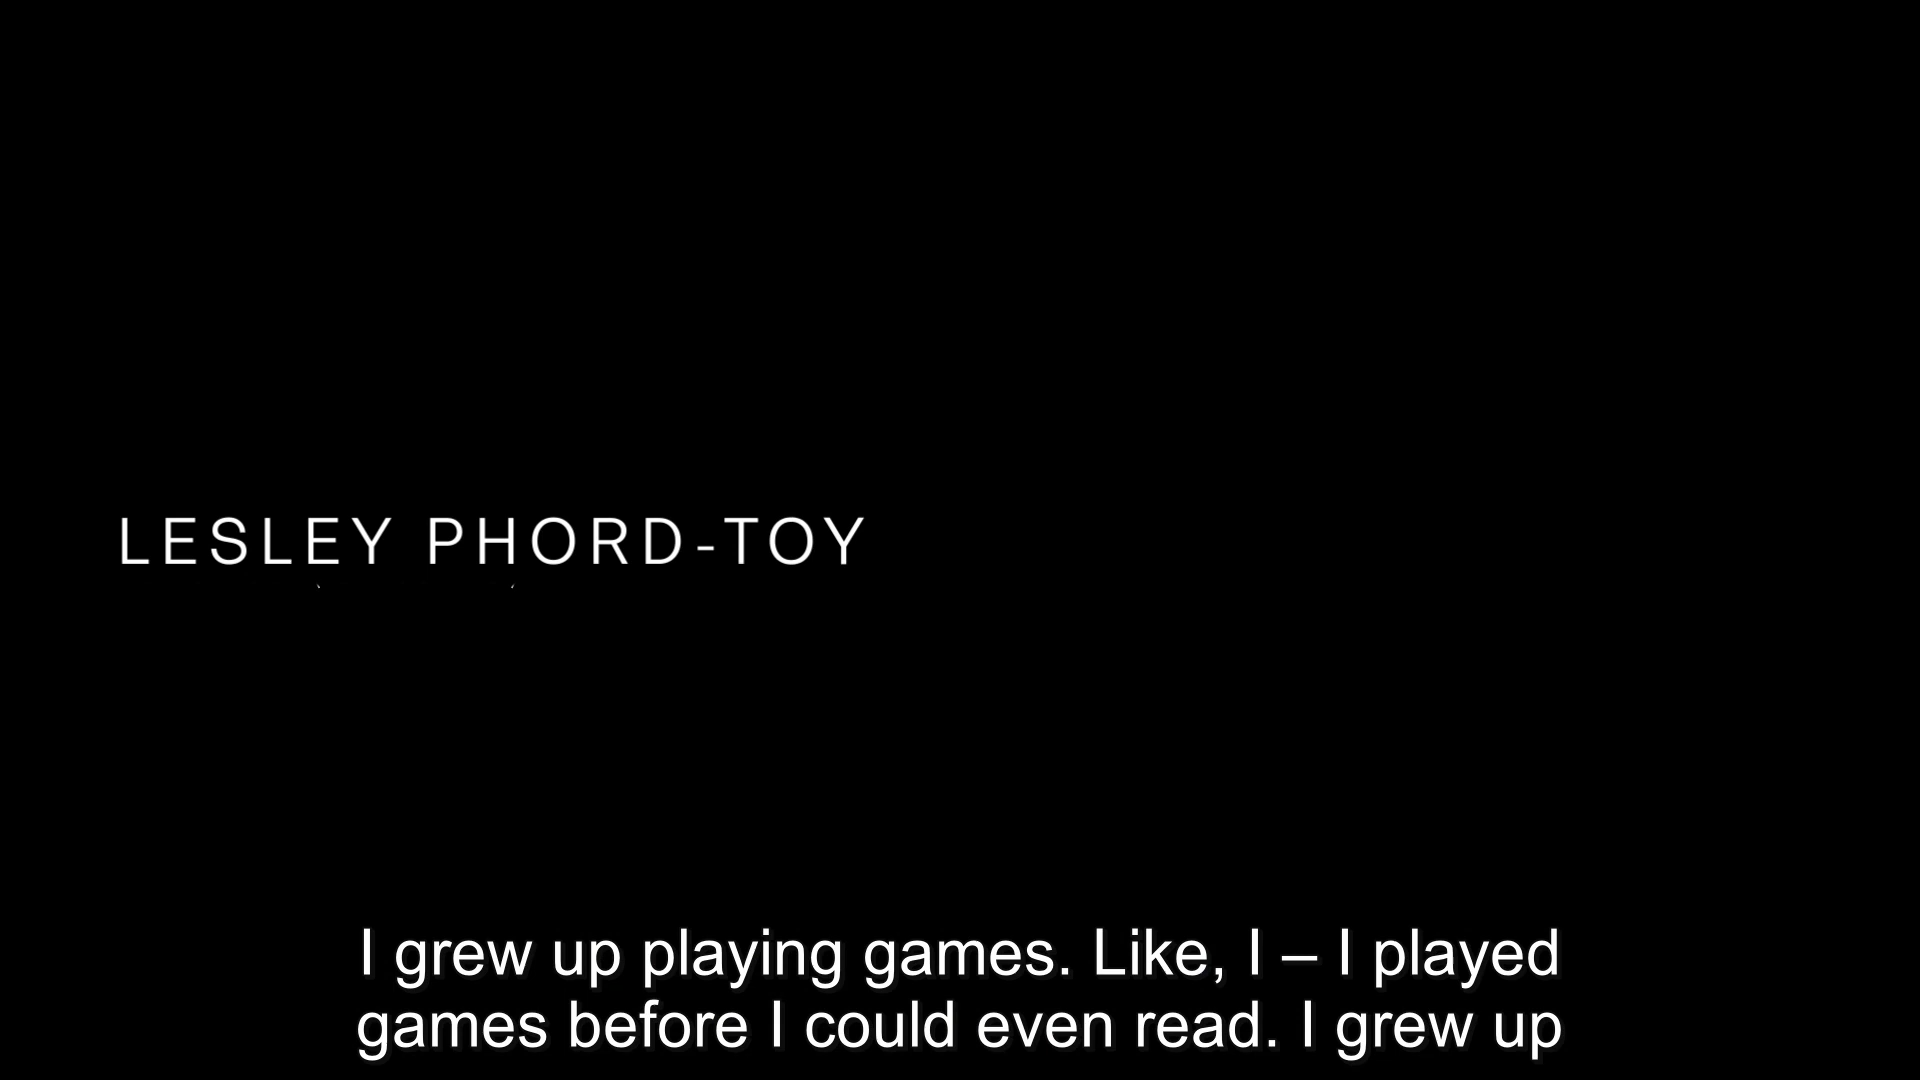 LESLEY PHORD-TOY
I grew up playing games. Like, I – I played
games before I could even read. I grew up